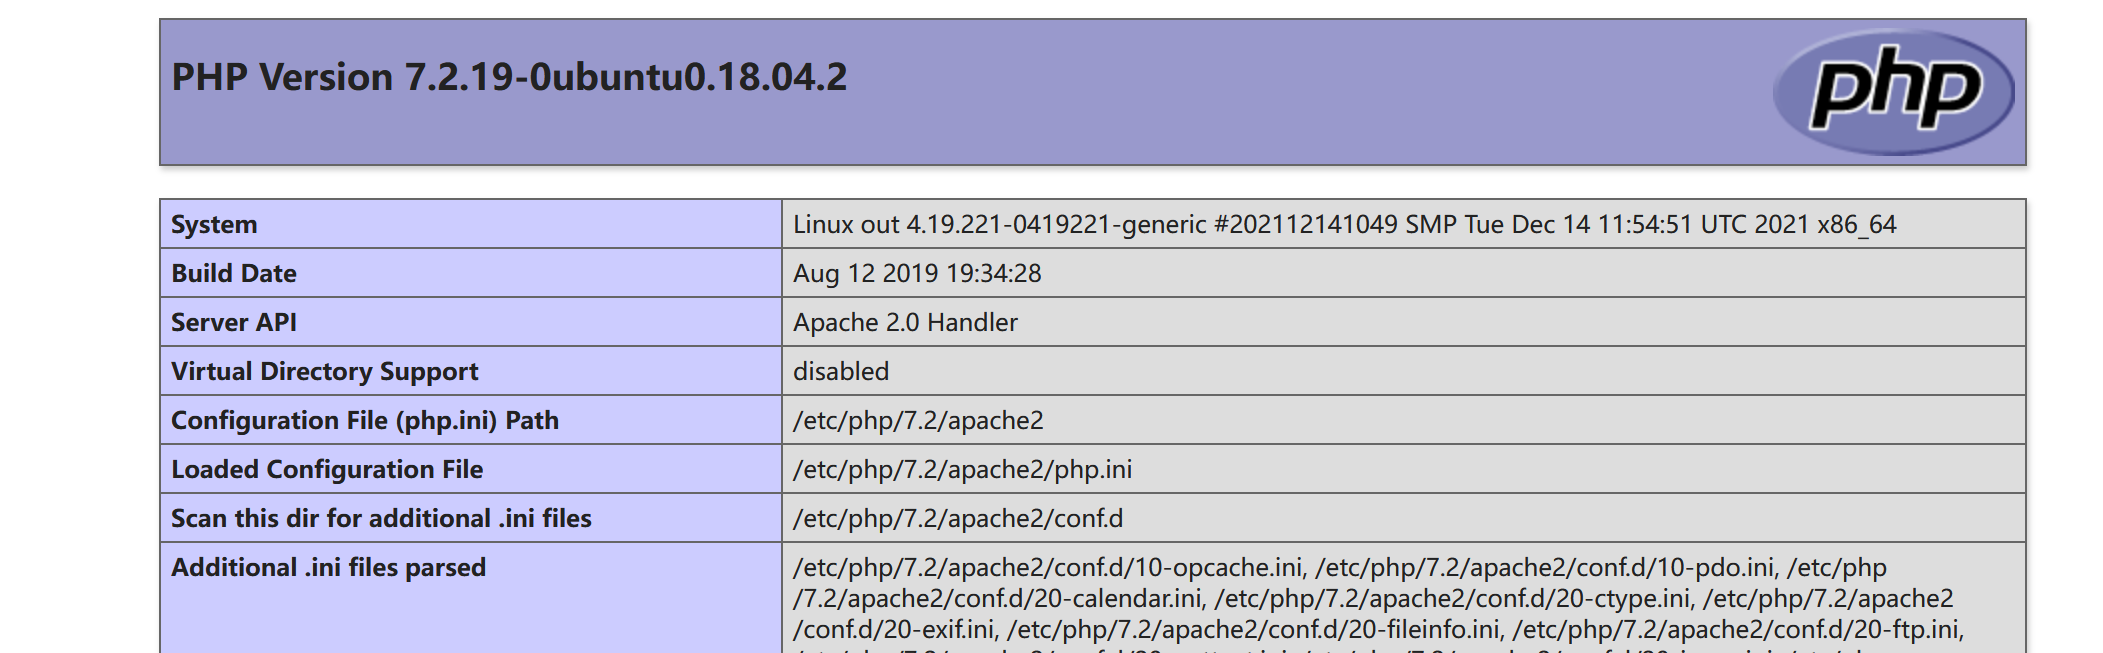 PHP Version 7.2.19-0ubuntu0.18.04.2
php
System Linux out 4.19.221-0419221-generic #202112141049 SMP Tue Dec 14 11:54:51 UTC 2021 x86_64
Build Date Aug 12 2019 19:34:28
Server API Apache 2.0 Handler
Virtual Directory Support disabled
Configuration File (php.ini) Path /etc/php/7.2/apache2
Loaded Configuration File /etc/php/7.2/apache2/php.ini
Scan this dir for additional .ini files /etc/php/7.2/apache2/conf.d
Additional .ini files parsed /etc/php/7.2/apache2/conf.d/10-opcache.ini, /etc/php/7.2/apache2/conf.d/10-pdo.ini, /etc/php
/7.2/apache2/conf.d/20-calendar.ini, /etc/php/7.2/apache2/conf.d/20-ctype.ini, /etc/php/7.2/apache2
/conf.d/20-exif.ini, /etc/php/7.2/apache2/conf.d/20-fileinfo.ini, /etc/php/7.2/apache2/conf.d/20-ftp.ini,